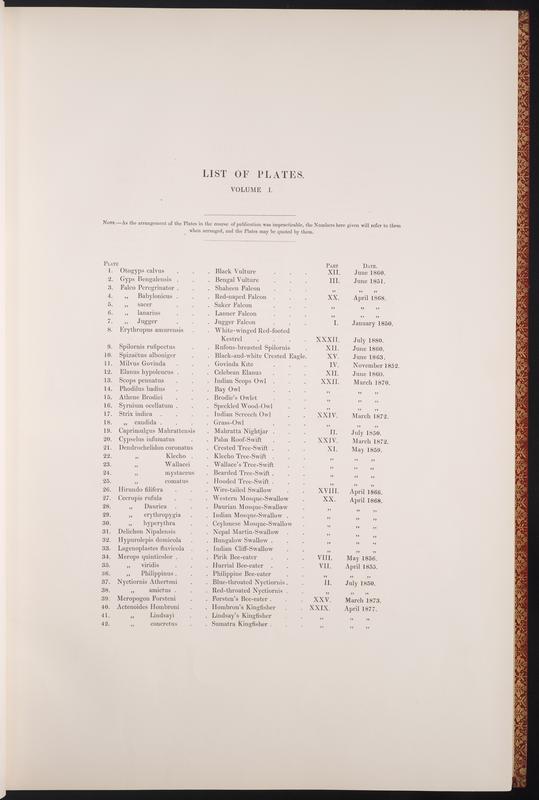 LIST OF PLATES.
VOLUME I.
NOTE.—As the arrangement of the Plates in the course of publication was impracticable, the Numbers here given will refer to them
when arranged, and the Plates may be quoted by them.
PLATE PART DATE.
1. Otogyps calvus . . . Black Vulture . . . . XII. June 1860.
2. Gyps Bengalensis . . . Bengal Vulture . . . . III. June 1851.
3. Falco Peregrinator . . . Shaheen Falcon . . . . ,, ,, ,,
4. ,, Babylonicus . . . Red-naped Falcon . . . XX. April 1868.
5. ,, sacer . . . Saker Falcon . . . . ,, ,, ,,
6. ,, lanarius . . . Lanner Falcon . . . . ,, ,, ,,
7. ,, Jugger . . . Jugger Falcon . . . . I. January 1850.
8. Erythropus amurensis . . White-winged Red-footed
Kestrel . . . . XXXII. July 1880.
9. Spilornis rufipectus . . Rufous-breasted Spilornis . . XII. June 1860.
10. Spizaëtus alboniger . . Black-and-white Crested Eagle. XV. June 1863.
11. Milvus Govinda . . . Govinda Kite . . . . IV. November 1852.
12. Elanus hypoleucus . . . Celebean Elanus . . . XII. June 1860.
13. Scops pennatus . . . Indian Scops Owl . . . XXII. March 1870.
14. Phodilus badius . . . Bay Owl . . . . ,, ,, ,,
15. Athene Brodiei . . . Brodie's Owlet . . . ,, ,, ,,
16. Syrnium ocellatum . . . Speckled Wood-Owl . . . ,, ,, ,,
17. Strix indica . . . Indian Screech Owl . . . XXIV. March 1872.
18. ,, candida . . . Grass-Owl . . . . ,, ,, ,,
19. Caprimulgus Mahrattensis . Mahratta Nightjar . . . II. July 1850.
20. Cypselus infumatus . . Palm Roof-Swift . . . XXIV. March 1872.
21. Dendrochelidon coronatus . Crested Tree-Swift . . . XI. May 1859.
22. ,, Klecho . . Klecho Tree-Swift . . . ,, ,, ,,
23. ,, Wallacei . Wallace's Tree-Swift . . ,, ,, ,,
24. ,, mystaceus . Bearded Tree-Swift . . . ,, ,, ,,
25. ,, comatus . Hooded Tree-Swift . . . ,, ,, ,,
26. Hirundo filifera . . . Wire-tailed Swallow . . XVIII. April 1866.
27. Cecropis rufula . . . Western Mosque-Swallow . XX. April 1868.
28. ,, Daurica . . . Daurian Mosque-Swallow . ,, ,, ,,
29. ,, erythropygia . . Indian Mosque-Swallow . . ,, ,, ,,
30. ,, hyperythra . . Ceylonese Mosque-Swallow ,, ,, ,,
31. Delichon Nipalensis . . Nepal Martin-Swallow . . ,, ,, ,,
32. Hypurolepis domicola . . Bungalow Swallow . . . ,, ,, ,,
33. Lagenoplastes fluvicola . . Indian Cliff-Swallow . . ,, ,, ,,
34. Merops quinticolor . . . Pirik Bee-eater . . . VIII. May 1856.
35. ,, viridis . . . Hurrial Bee-eater . . . VII. April 1855.
36. ,, Philippinus . . . Philippine Bee-eater . . ,, ,, ,,
37. Nyctiornis Athertoni . . Blue-throated Nyctiornis . . II. July 1850.
38. ,, amictus . . Red-throated Nyctiornis . . ,, ,, ,,
39. Meropogon Forsteni . . Forsten's Bee-eater . . . XXV. March 1873.
40. Actenoides Hombroni . . Hombron's Kingfisher . . XXIX. April 1877.
41. ,, Lindsayi . . Lindsay's Kingfisher . . ,, ,, ,,
42. ,, concretus . . Sumatra Kingfisher . . . ,, ,, ,,